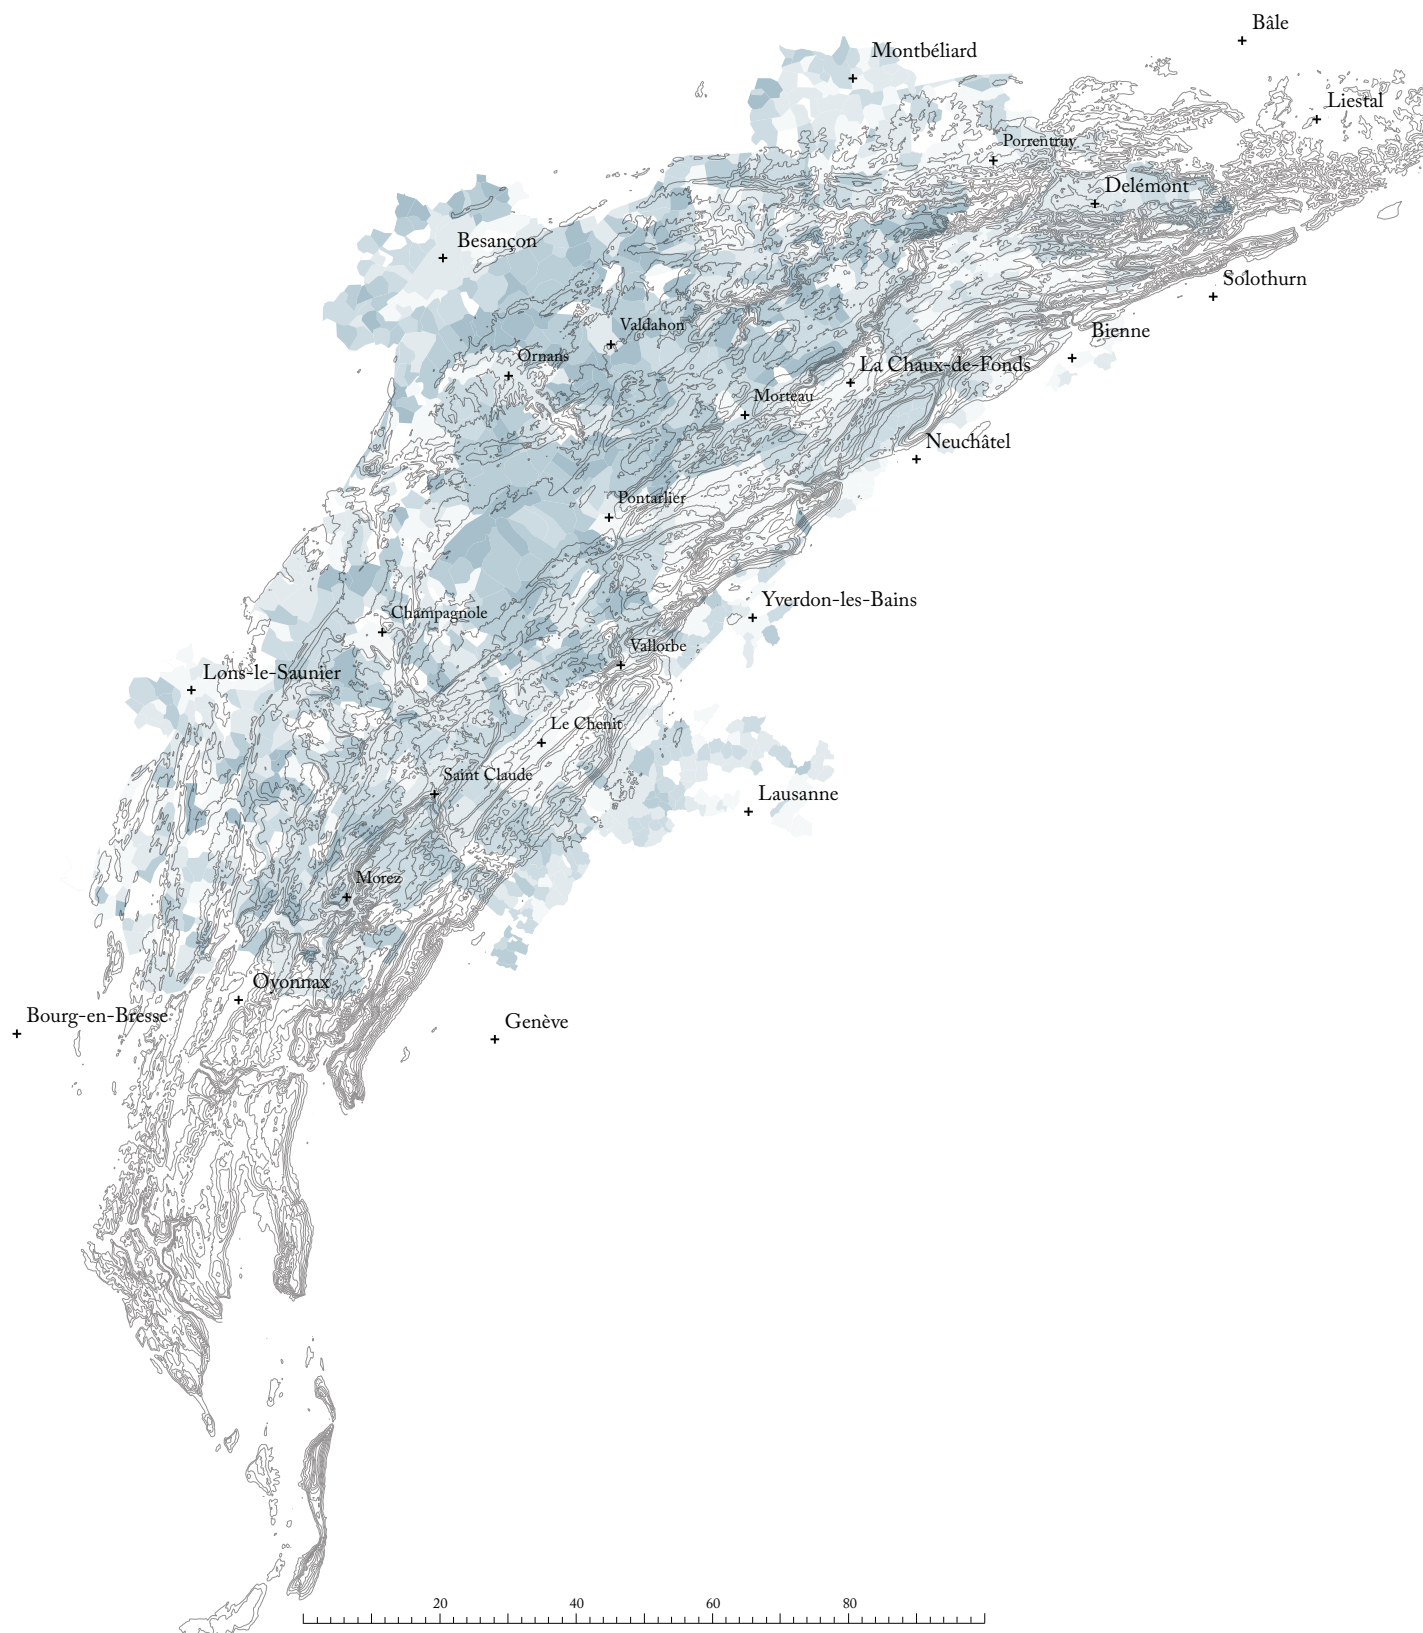 Bâle
Montbéliard
Liestal
Porrentruy
Delémont
Besançon
Solothurn
Valdahon
Bienne
Ornans
La Chaux-de-Fonds
Morteau
Neuchâtel
Pontarlier
Yverdon-les-Bains
Champagnole
Vallorbe
Lons-le-Saunier
Le Chenit
Saint Claude
Lausanne
Morez
Oyonnax
Bourg-en-Bresse
Genève
20 40 60 80